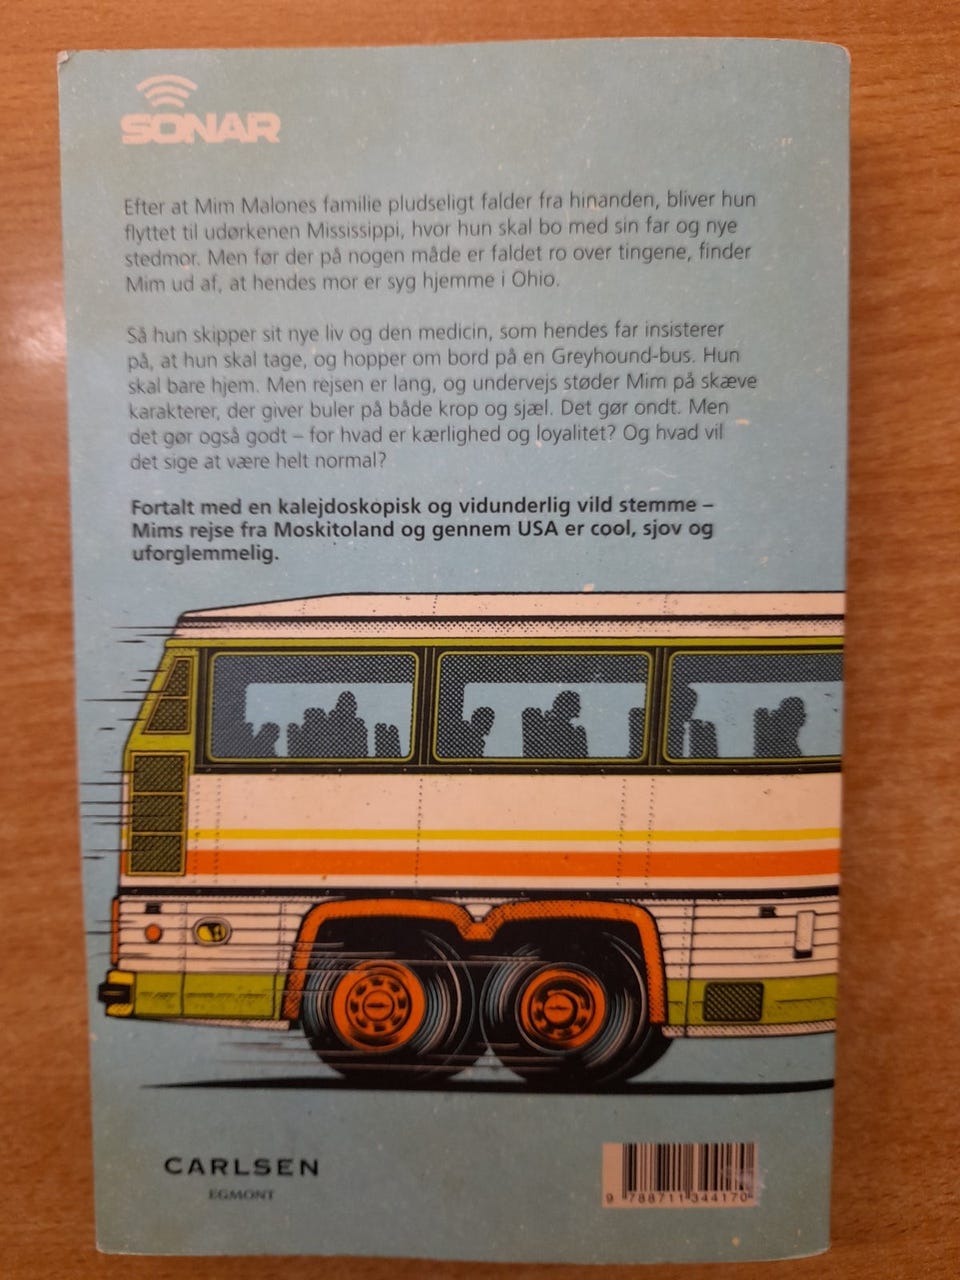 SONAR
Efter at Mim Malones familie pludseligt falder fra hinanden, bliver hun
flyttet til udørkenen Mississippi, hvor hun skal bo med sin far og nye
stedmor. Men før der på nogen måde er faldet ro over tingene, finder
Mim ud af, at hendes mor er syg hjemme i Ohio.
Så hun skipper sit nye liv og den medicin, som hendes far insisterer
på, at hun skal tage, og hopper om bord på en Greyhound-bus. Hun
skal bare hjem. Men rejsen er lang, og undervejs støder Mim på skæve
karakterer, der giver buler på både krop og sjæl. Det gør ondt. Men
det gør også godt – for hvad er kærlighed og loyalitet? Og hvad vil
det sige at være helt normal?
Fortalt med en kalejdoskopisk og vidunderlig vild stemme –
Mims rejse fra Moskitoland og gennem USA er cool, sjov og
uforglemmelig.
CARLSEN
EGMONT
9 788711 344170